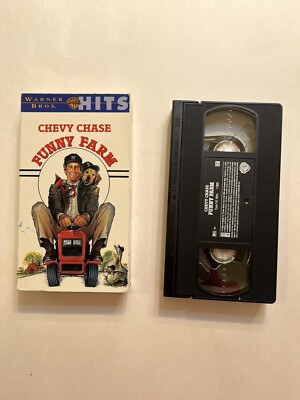 WARNER BROS. HITS
CHEVY CHASE
FUNNY FARM
CHEVY CHASE
FUNNY FARM